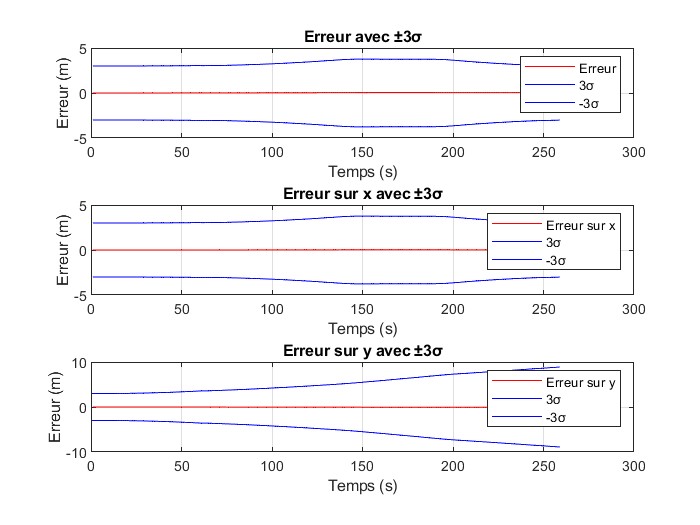 Erreur avec ±3σ
Erreur (m)
5
0
-5
Erreur
3σ
-3σ
0 50 100 150 200 250 300
Temps (s)
Erreur sur x avec ±3σ
Erreur (m)
5
0
-5
Erreur sur x
3σ
-3σ
0 50 100 150 200 250 300
Temps (s)
Erreur sur y avec ±3σ
Erreur (m)
10
0
-10
Erreur sur y
3σ
-3σ
0 50 100 150 200 250 300
Temps (s)